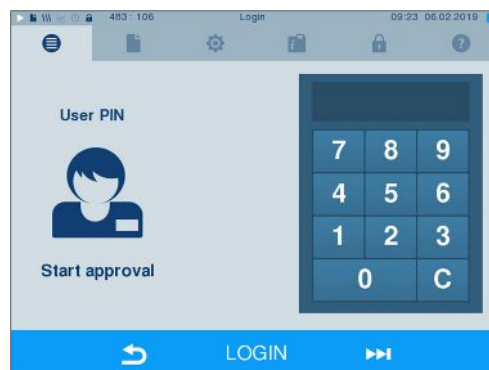 483 : 106 Login 09:23 06.02.2019
User PIN
7 8 9
4 5 6
1 2 3
0 C
Start approval
LOGIN